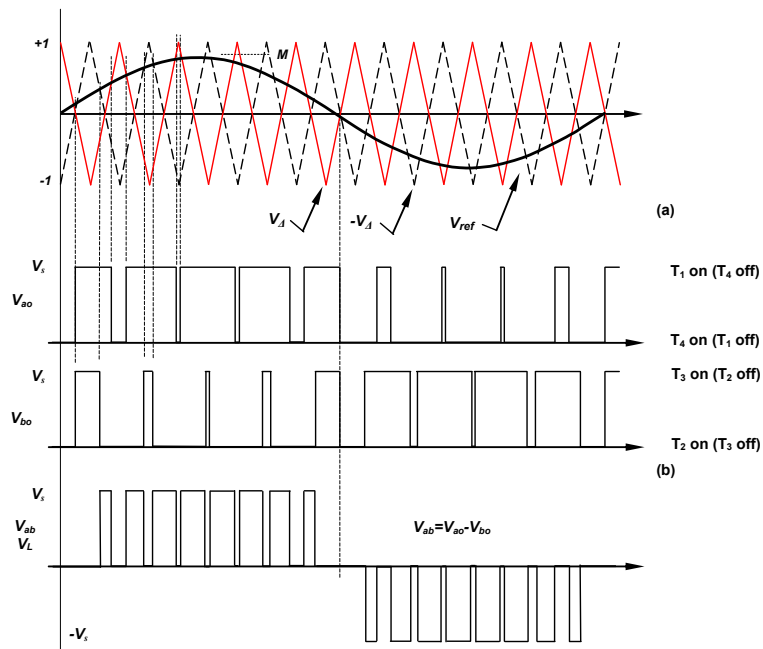 +1
M
-1
V_Δ
-V_Δ
V_ref
(a)
V_s
T_1 on (T_4 off)
V_ao
T_4 on (T_1 off)
V_s
T_3 on (T_2 off)
V_bo
T_2 on (T_3 off)
(b)
V_s
V_ab
V_ab=V_ao-V_bo
V_L
-V_s